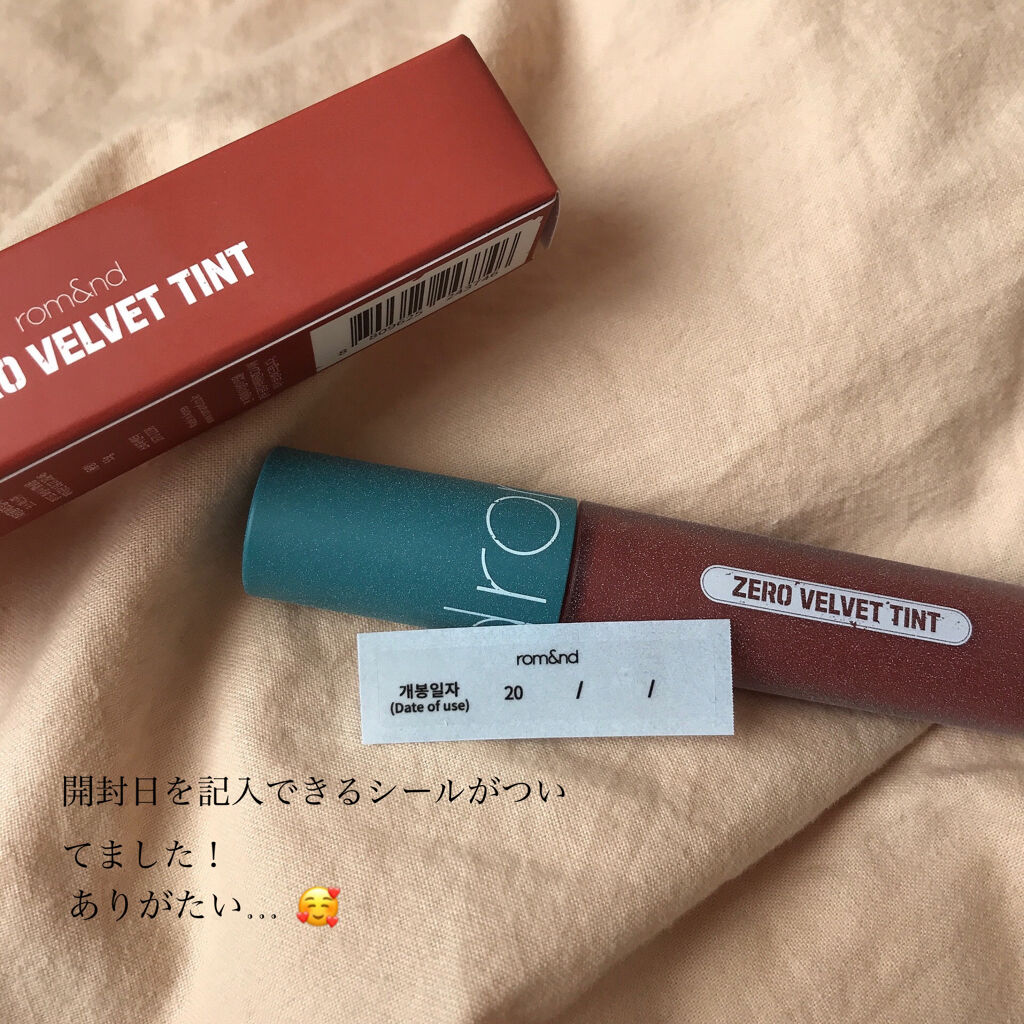 rom&nd
O VELVET TINT
ro
ZERO VELVET TINT
rom&nd
개봉일자 20 / /
(Date of use)
開封日を記入できるシールがつい
てました！
ありがたい... 🥰